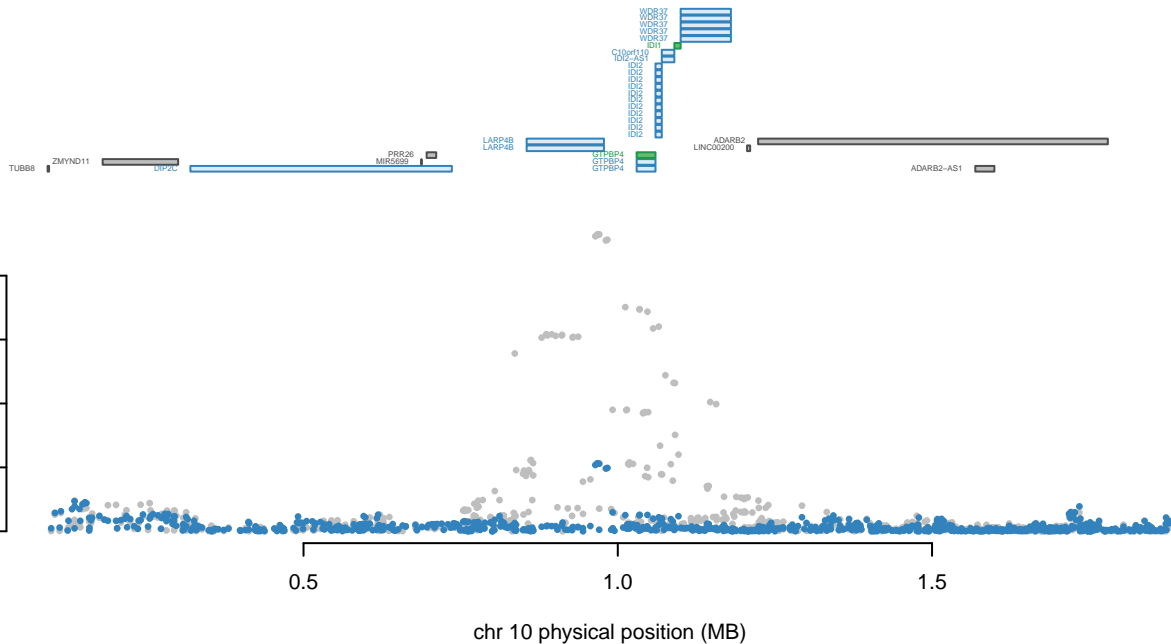 WDR37
WDR37
WDR37
WDR37
WDR37
IDI1
C10orf110
IDI2−AS1
IDI2
IDI2
IDI2
IDI2
IDI2
IDI2
IDI2
IDI2
IDI2
IDI2
IDI2
LARP4B ADARB2
LARP4B LINC00200
PRR26 GTPBP4
ZMYND11 MIR5699 GTPBP4
TUBB8 DIP2C GTPBP4 ADARB2−AS1
0.5 1.0 1.5
chr 10 physical position (MB)